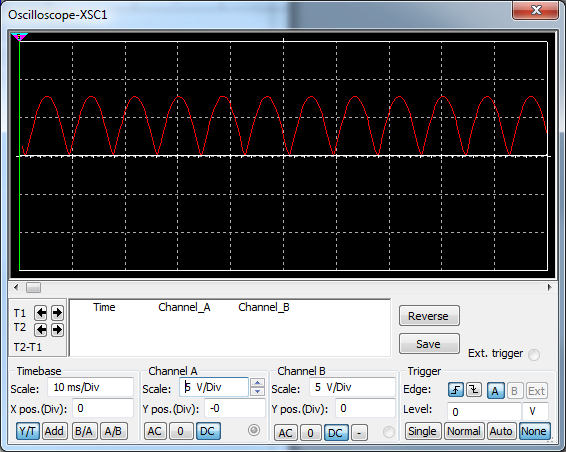 Oscilloscope-XSC1
Time Channel_A Channel_B
T1
T2
T2-T1
Reverse
Save
Ext. trigger
Timebase Channel A Channel B Trigger
Scale: 10 ms/Div Scale: 5 V/Div Scale: 5 V/Div Edge: A B Ext
X pos.(Div): 0 Y pos.(Div): -0 Y pos.(Div): 0 Level: 0 V
Y/T Add B/A A/B AC 0 DC AC 0 DC - Single Normal Auto None